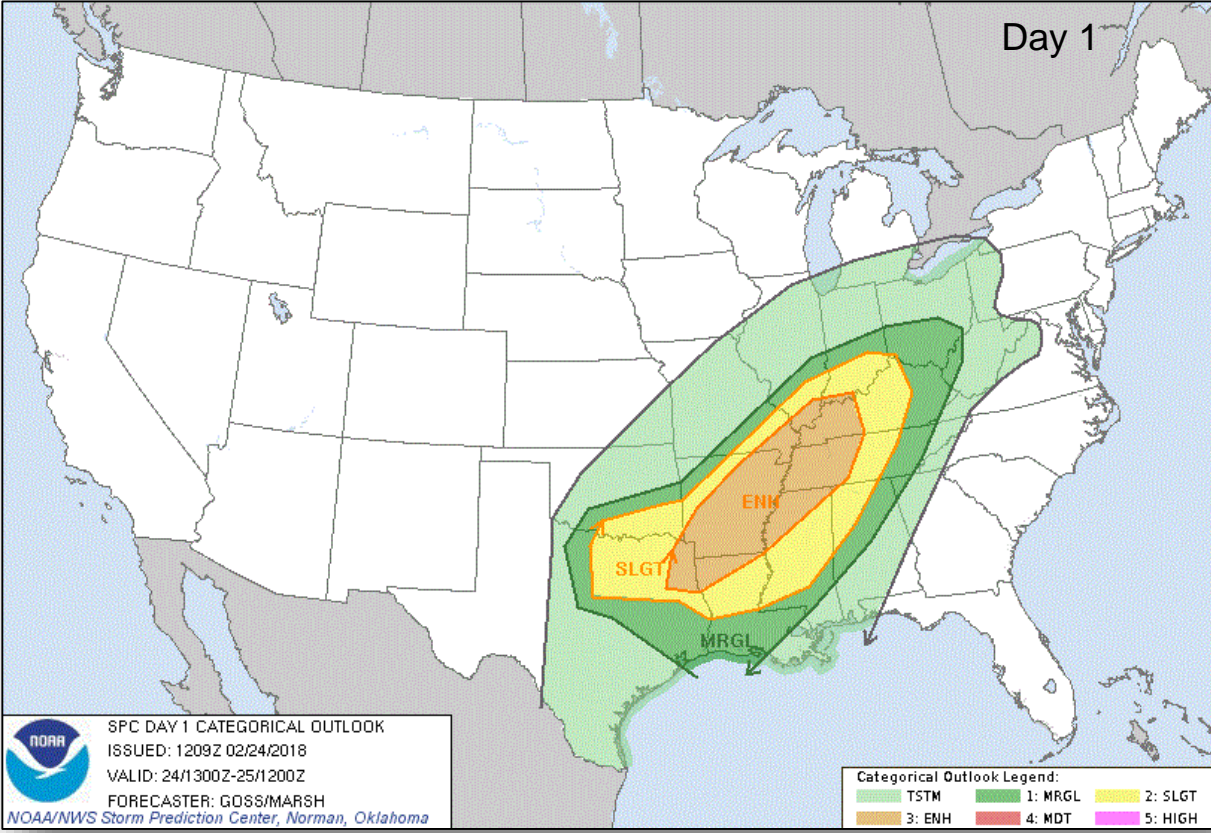 Day 1
ENH
SLGT
MRGL
SPC DAY 1 CATEGORICAL OUTLOOK
ISSUED: 1209Z 02/24/2018
VALID: 24/1300Z-25/1200Z
FORECASTER: GOSS/MARSH
NOAA/NWS Storm Prediction Center, Norman, Oklahoma
NOAA
Categorical Outlook Legend:
TSTM 1: MRGL 2: SLGT
3: ENH 4: MDT 5: HIGH